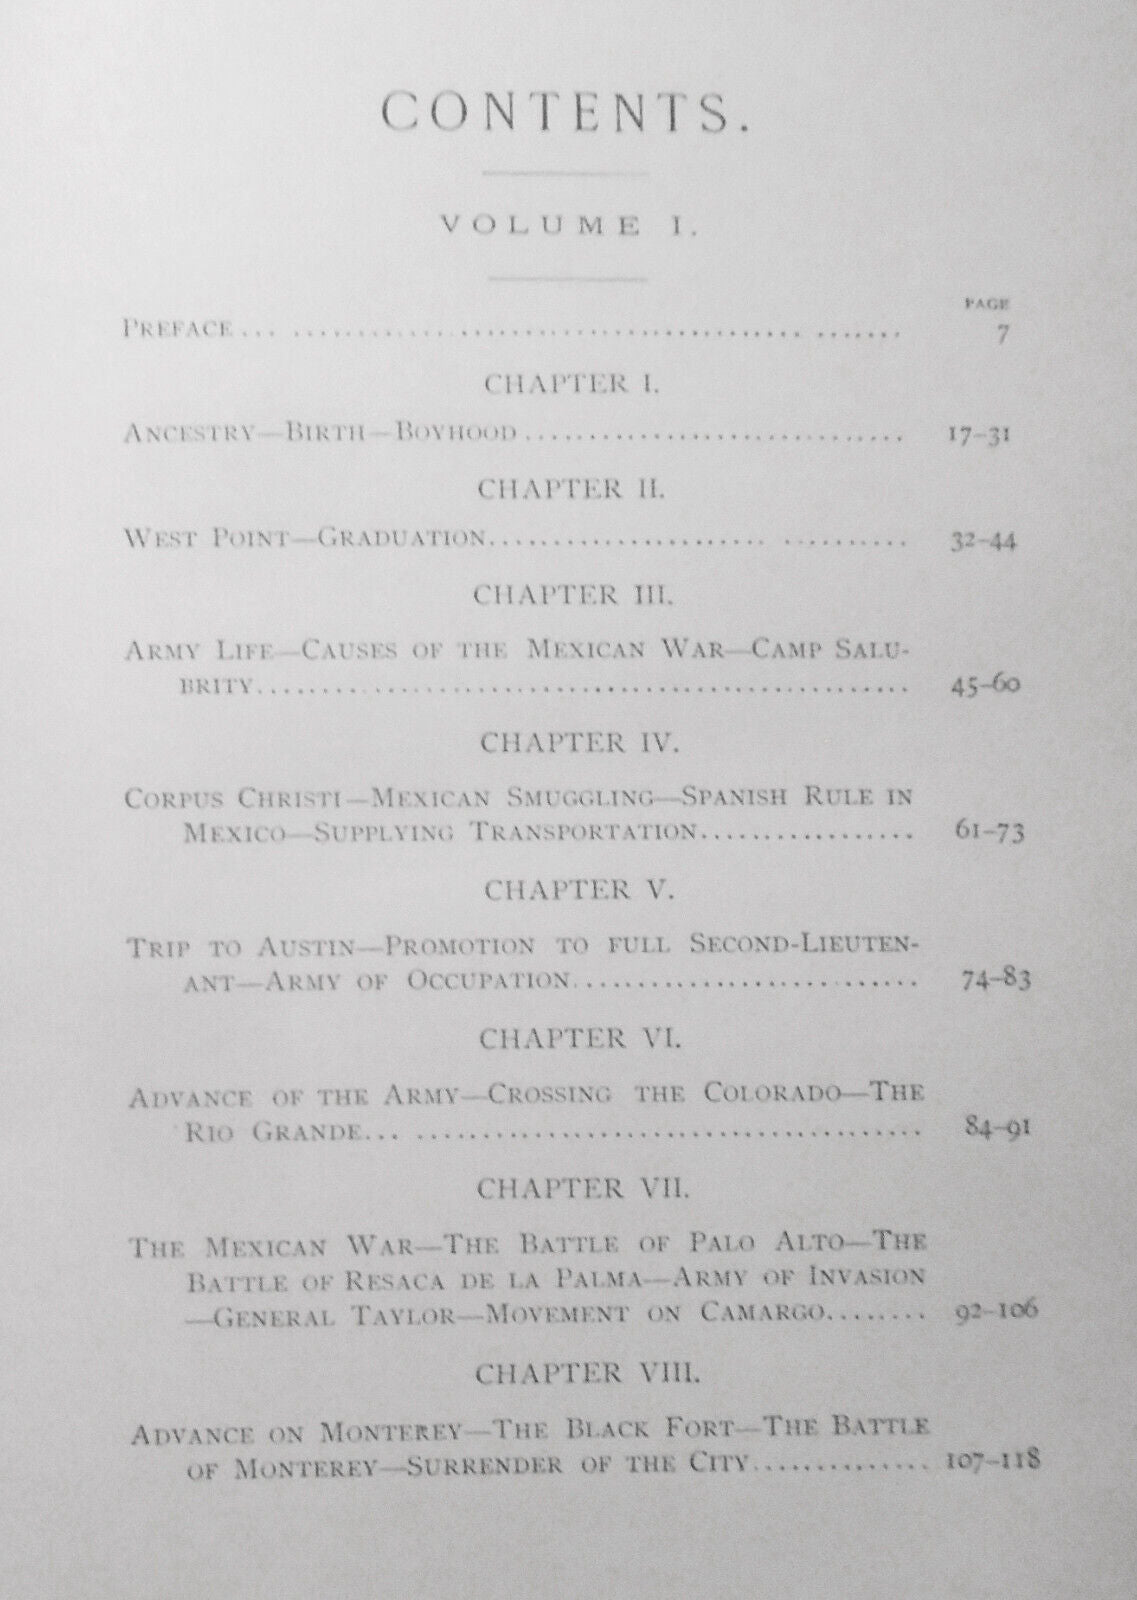 CONTENTS.
VOLUME I.
PAGE
PREFACE... ........................................ ....... 7
CHAPTER I.
ANCESTRY—BIRTH—BOYHOOD.............................. 17–31
CHAPTER II.
WEST POINT—GRADUATION...................... .......... 32–44
CHAPTER III.
ARMY LIFE—CAUSES OF THE MEXICAN WAR—CAMP SALU-
BRITY.................................................. 45–60
CHAPTER IV.
CORPUS CHRISTI—MEXICAN SMUGGLING—SPANISH RULE IN
MEXICO—SUPPLYING TRANSPORTATION................. 61–73
CHAPTER V.
TRIP TO AUSTIN—PROMOTION TO FULL SECOND-LIEUTEN-
ANT—ARMY OF OCCUPATION........................... 74–83
CHAPTER VI.
ADVANCE OF THE ARMY—CROSSING THE COLORADO—THE
RIO GRANDE... ....................................... 84–91
CHAPTER VII.
THE MEXICAN WAR—THE BATTLE OF PALO ALTO—THE
BATTLE OF RESACA DE LA PALMA—ARMY OF INVASION
—GENERAL TAYLOR—MOVEMENT ON CAMARGO........ 92–106
CHAPTER VIII.
ADVANCE ON MONTEREY—THE BLACK FORT—THE BATTLE
OF MONTEREY—SURRENDER OF THE CITY.............. 107–118